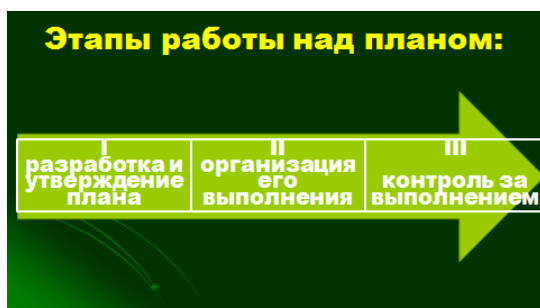 Этапы работы над планом:
I
разработка и
утверждение
плана
II
организация
его
выполнения
III
контроль за
выполнением